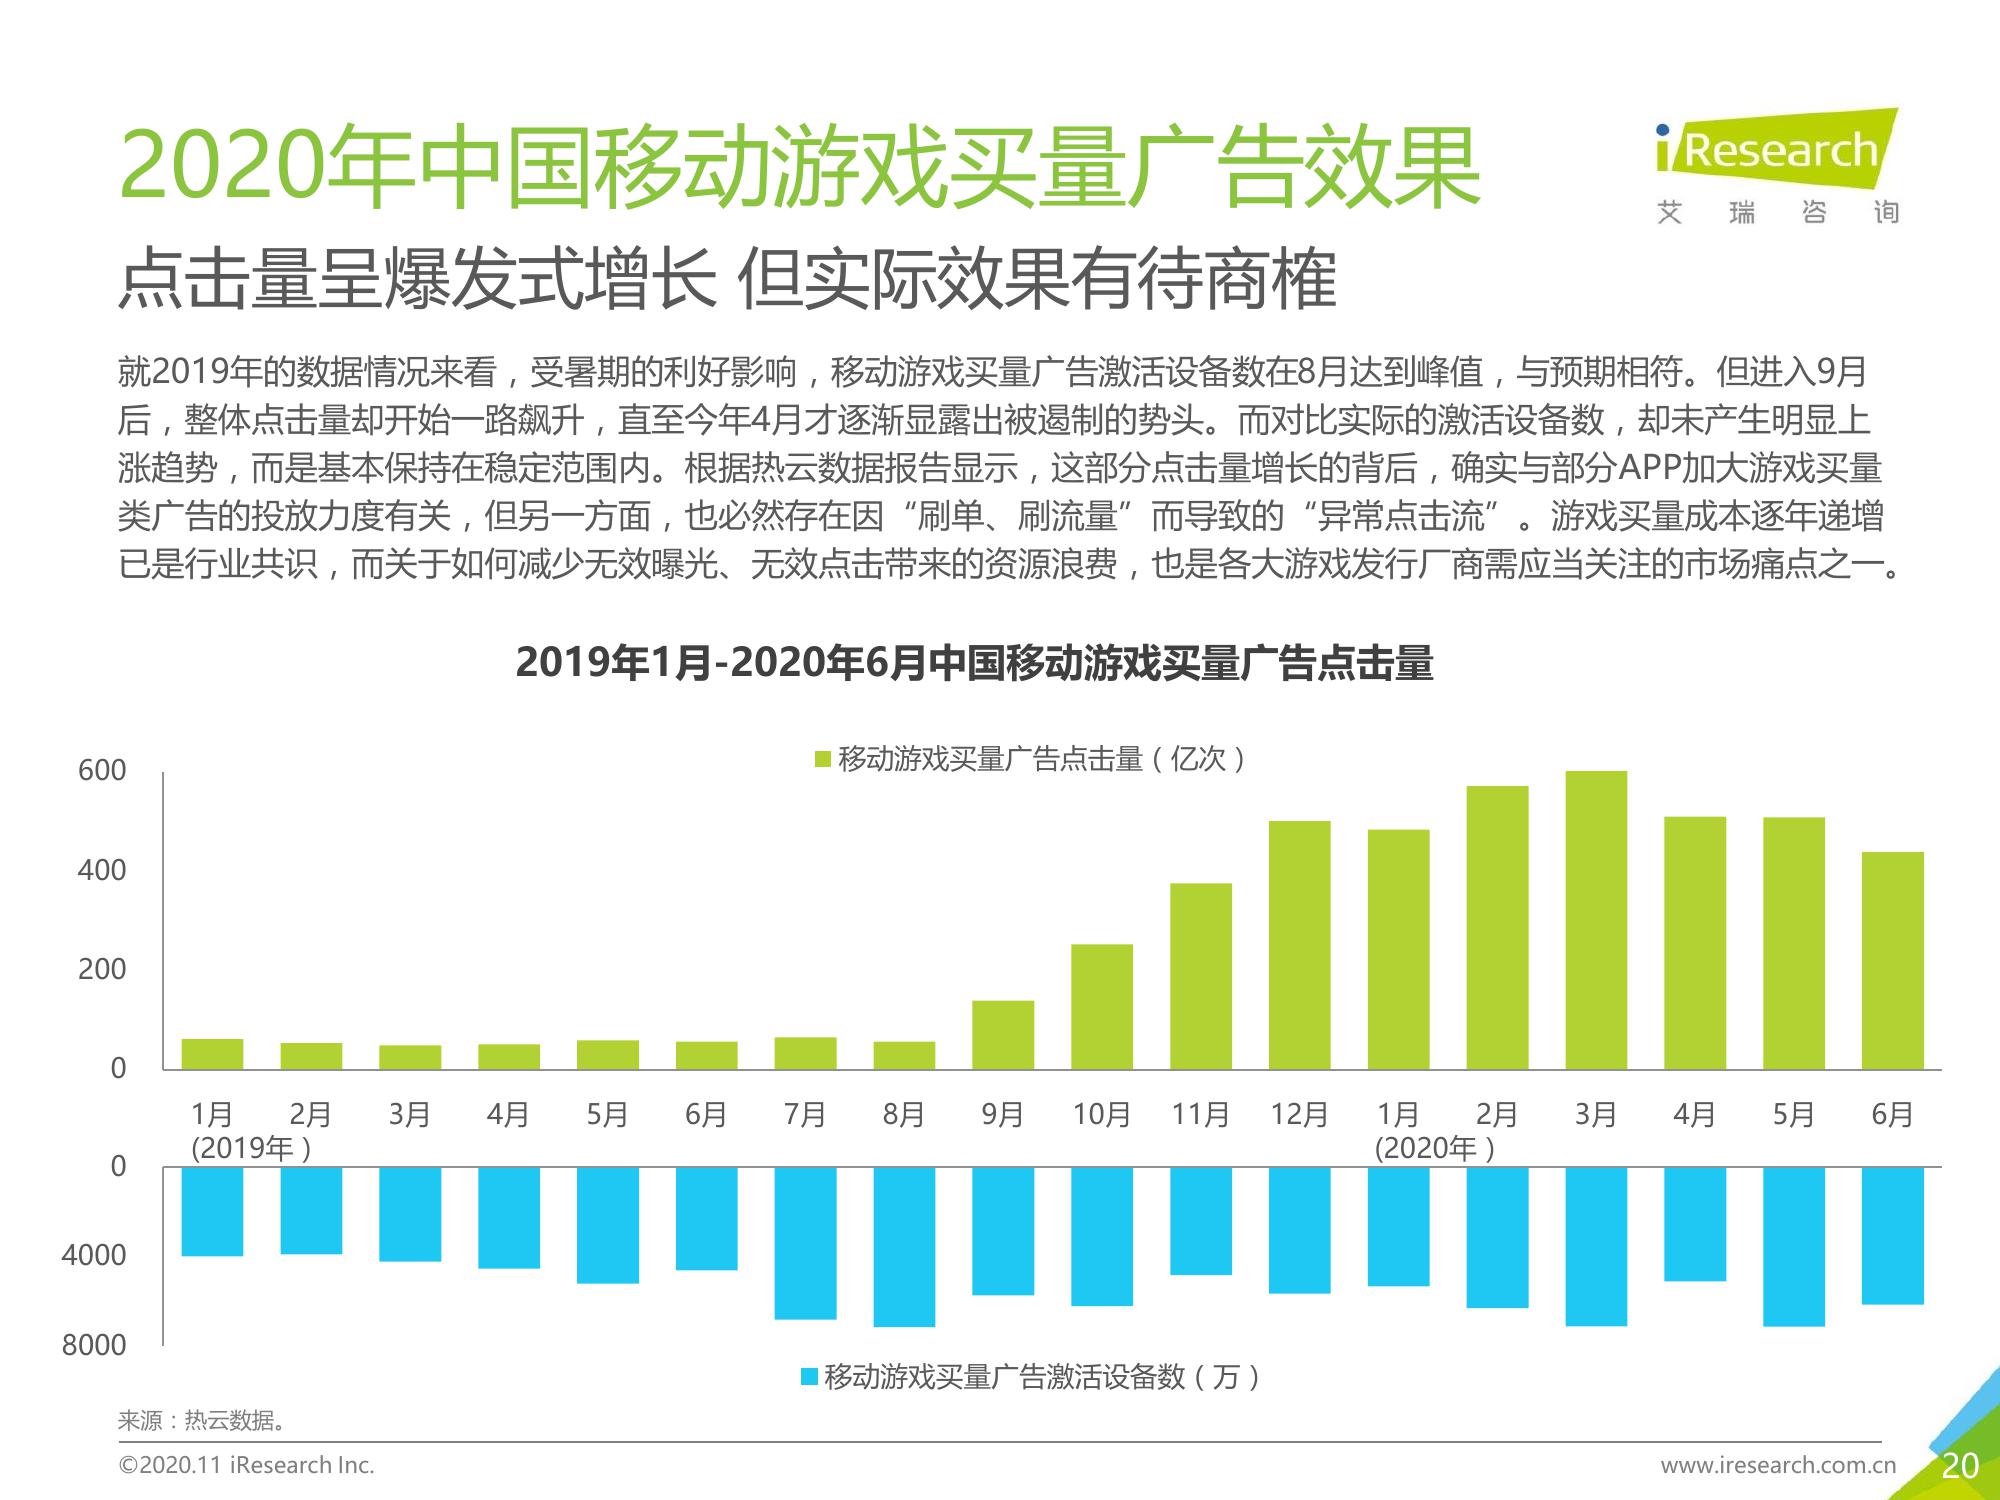 2020年中国移动游戏买量广告效果
iResearch
艾瑞咨询
点击量呈爆发式增长 但实际效果有待商榷
就2019年的数据情况来看，受暑期的利好影响，移动游戏买量广告激活设备数在8月达到峰值，与预期相符。但进入9月
后，整体点击量却开始一路飙升，直至今年4月才逐渐显露出被遏制的势头。而对比实际的激活设备数，却未产生明显上
涨趋势，而是基本保持在稳定范围内。根据热云数据报告显示，这部分点击量增长的背后，确实与部分APP加大游戏买量
类广告的投放力度有关，但另一方面，也必然存在因“刷单、刷流量”而导致的“异常点击流”。游戏买量成本逐年递增
已是行业共识，而关于如何减少无效曝光、无效点击带来的资源浪费，也是各大游戏发行厂商需应当关注的市场痛点之一。
2019年1月-2020年6月中国移动游戏买量广告点击量
移动游戏买量广告点击量（亿次）
600
400
200
0
1月 2月 3月 4月 5月 6月 7月 8月 9月 10月 11月 12月 1月 2月 3月 4月 5月 6月
(2019年） (2020年）
0
4000
8000
移动游戏买量广告激活设备数（万）
来源：热云数据。
©2020.11 iResearch Inc. www.iresearch.com.cn 20